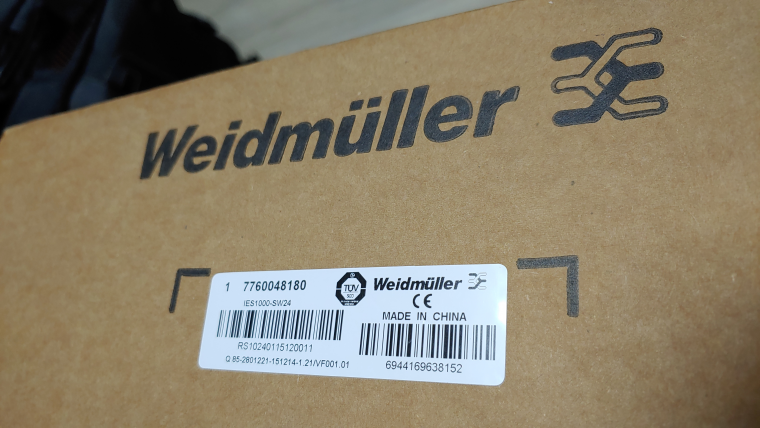 Weidmüller
1 7760048180
IES1000-SW24
RS10240115120011
Q 85-2601221-151214-1.21/VF001.01
TÜV
Weidmüller
CE
MADE IN CHINA
6944169638152